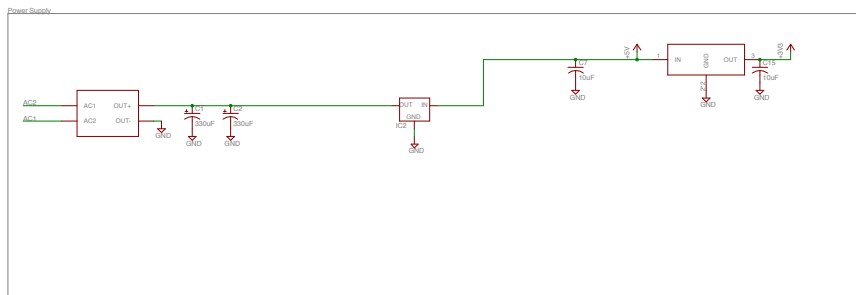 Power Supply
+5V
+3V3
C7
10uF
1
IN
GND
OUT
3
C15
10uF
GND
GND
GND
AC2
AC1
AC1
AC2
OUT+
OUT-
GND
C1
330uF
GND
C2
330uF
GND
OUT
IN
GND
IC2
GND